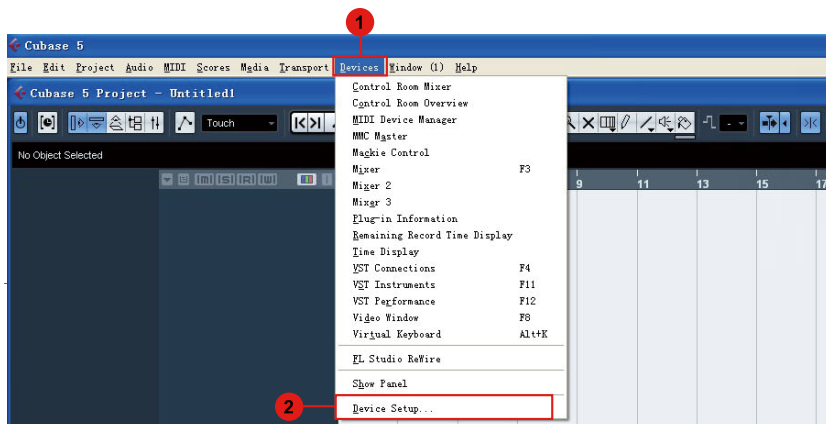 1
Cubase 5
File Edit Project Audio MIDI Scores Media Transport Devices Window (1) Help
Cubase 5 Project - Untitled1
Touch
No Object Selected
[m] [S] [R] [W]
9 11 13 15 17
Control Room Mixer
Control Room Overview
MIDI Device Manager
MMC Master
Mackie Control
Mixer F3
Mixer 2
Mixer 3
Plug-in Information
Remaining Record Time Display
Time Display
VST Connections F4
VST Instruments F11
VST Performance F12
Video Window F8
Virtual Keyboard Alt+K
FL Studio ReWire
Show Panel
2
Device Setup...